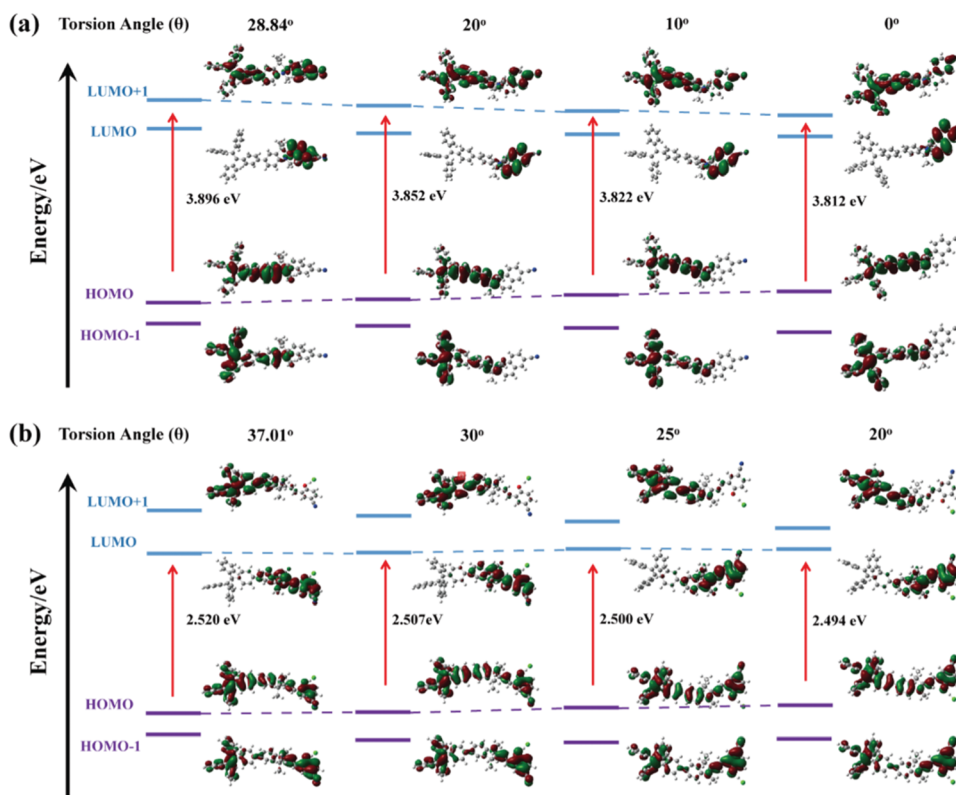 (a) Torsion Angle (θ) 28.84° 20° 10° 0°
LUMO+1
LUMO
3.896 eV 3.852 eV 3.822 eV 3.812 eV
Energy/eV
HOMO
HOMO-1
(b) Torsion Angle (θ) 37.01° 30° 25° 20°
LUMO+1
LUMO
2.520 eV 2.507eV 2.500 eV 2.494 eV
Energy/eV
HOMO
HOMO-1